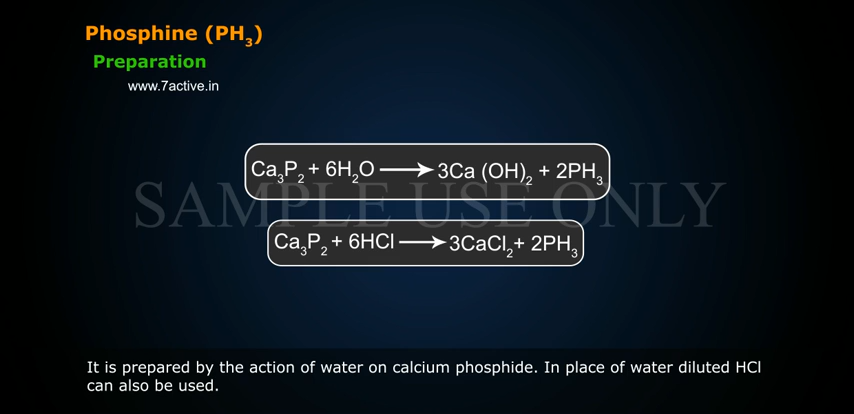 Phosphine (PH₃)
Preparation
www.7active.in
Ca₃P₂ + 6H₂O ⟶ 3Ca (OH)₂ + 2PH₃
SAMPLE USE ONLY
Ca₃P₂ + 6HCl ⟶ 3CaCl₂ + 2PH₃
It is prepared by the action of water on calcium phosphide. In place of water diluted HCl
can also be used.